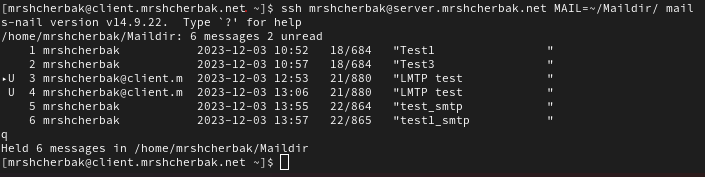 [mrshcherbak@client.mrshcherbak.net ~]$ ssh mrshcherbak@server.mrshcherbak.net MAIL=~/Maildir/ mail
s-nail version v14.9.22.  Type `?' for help
/home/mrshcherbak/Maildir: 6 messages 2 unread
    1 mrshcherbak           2023-12-03 10:52   18/684   "Test1                "
    2 mrshcherbak           2023-12-03 10:57   18/684   "Test3                "
▸U  3 mrshcherbak@client.m  2023-12-03 12:53   21/880   "LMTP test            "
 U  4 mrshcherbak@client.m  2023-12-03 13:06   21/880   "LMTP test            "
    5 mrshcherbak           2023-12-03 13:55   22/864   "test_smtp            "
    6 mrshcherbak           2023-12-03 13:57   22/865   "test1_smtp           "
q
Held 6 messages in /home/mrshcherbak/Maildir
[mrshcherbak@client.mrshcherbak.net ~]$